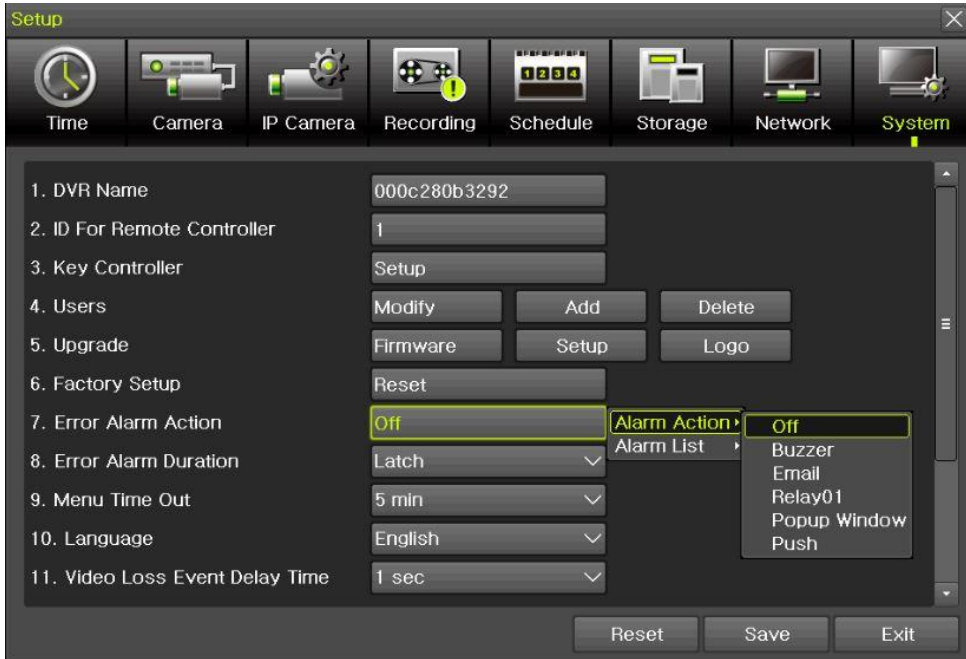 Setup
1 2 3 4
Time Camera IP Camera Recording Schedule Storage Network System
1. DVR Name 000c280b3292
2. ID For Remote Controller 1
3. Key Controller Setup
4. Users Modify Add Delete
5. Upgrade Firmware Setup Logo
6. Factory Setup Reset
7. Error Alarm Action Off Alarm Action Off
Alarm List Buzzer
8. Error Alarm Duration Latch Email
9. Menu Time Out 5 min Relay01
Popup Window
10. Language English Push
11. Video Loss Event Delay Time 1 sec
Reset Save Exit